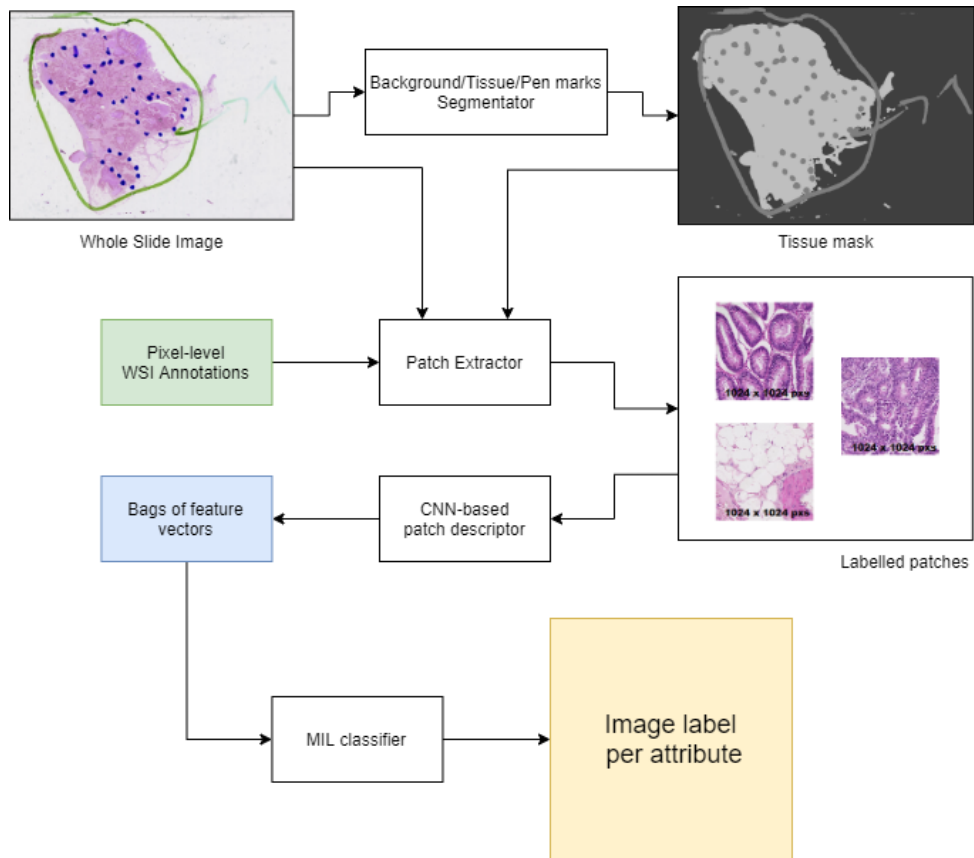 Background/Tissue/Pen marks
Segmentator
Whole Slide Image
Tissue mask
Pixel-level
WSI Annotations
Patch Extractor
1024 x 1024 pxs
1024 x 1024 pxs
1024 x 1024 pxs
Bags of feature
vectors
CNN-based
patch descriptor
Labelled patches
MIL classifier
Image label
per attribute